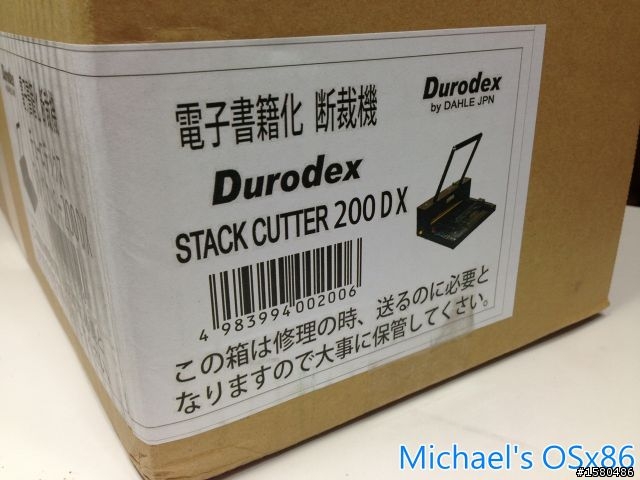 電子書籍化 断裁機
Durodex
by DAHLE JPN
Durodex
STACK CUTTER 200DX
4 983994 002006
この箱は修理の時、送るのに必要と
なりますので大事に保管してください。
Michael's OSx86
#1580486